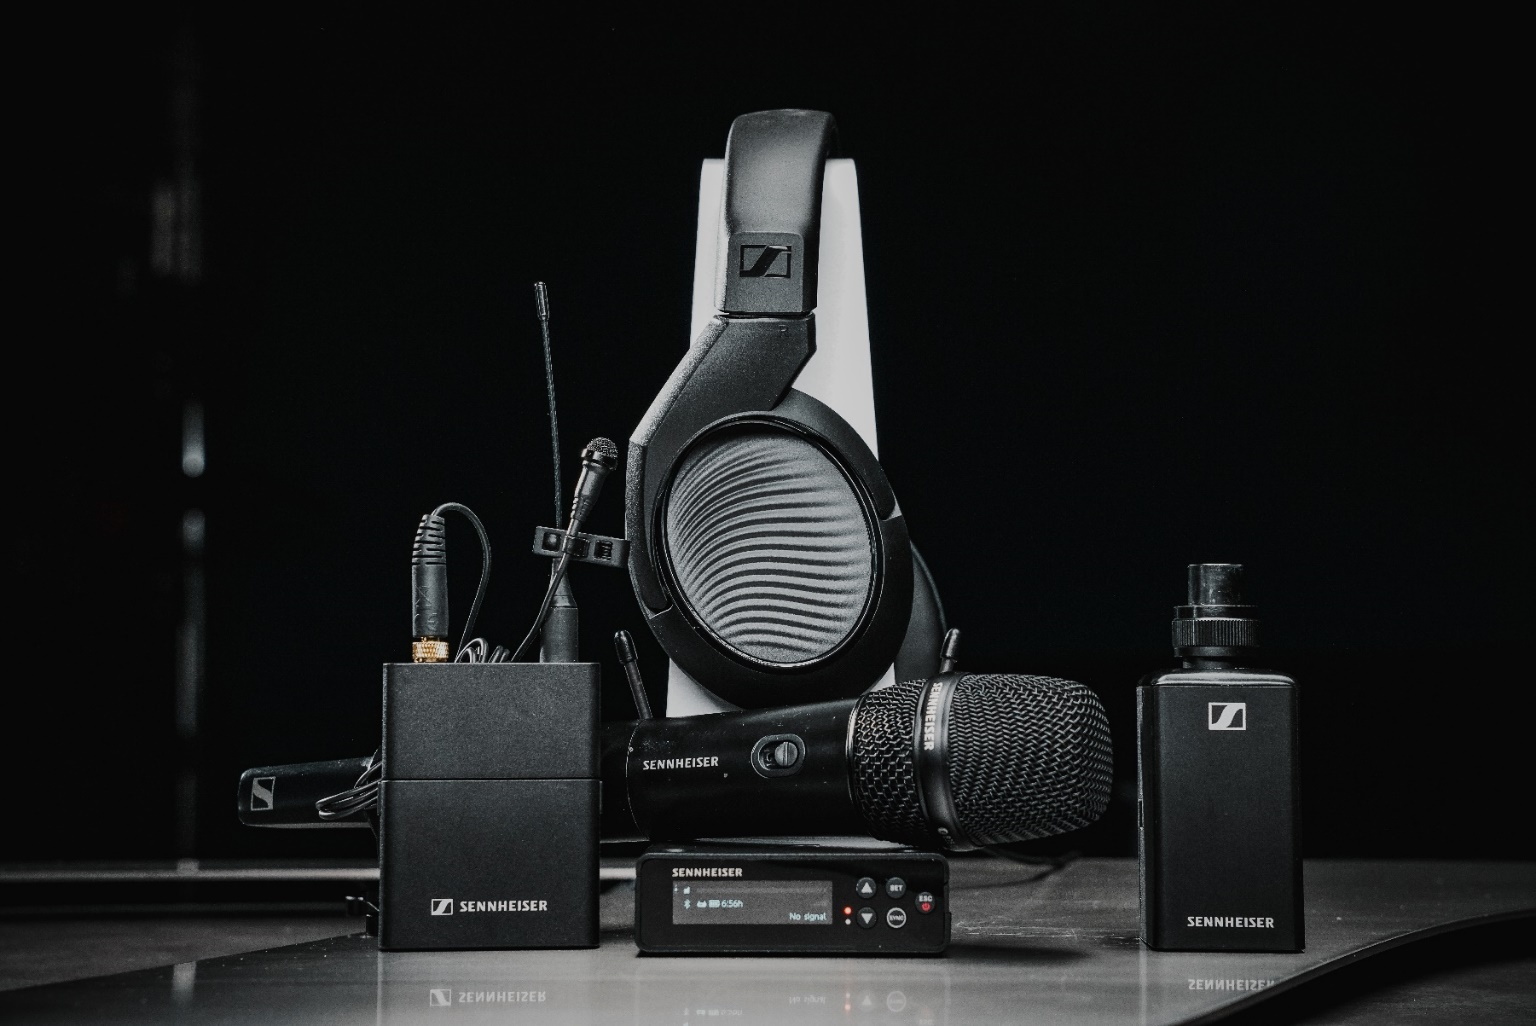 R
SENNHEISER
SENNHEISER
SENNHEISER
6:56h
No signal
SET
ESC
SYNC
SENNHEISER
SENNHEISER